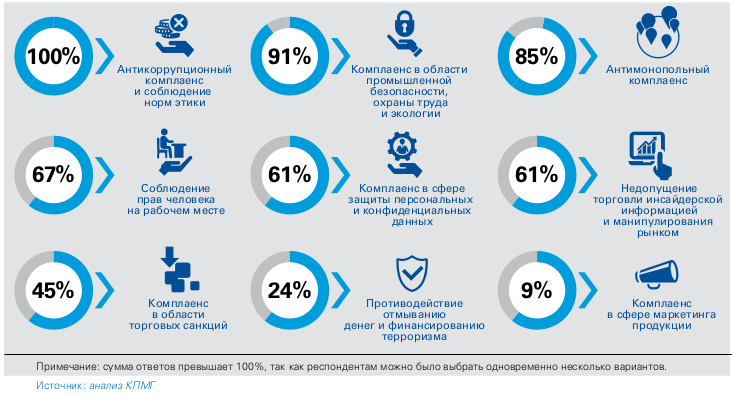 100%
Антикоррупционный
комплаенс
и соблюдение
норм этики
91%
Комплаенс в области
промышленной
безопасности,
охраны труда
и экологии
85%
Антимонопольный
комплаенс
67%
Соблюдение
прав человека
на рабочем месте
61%
Комплаенс в сфере
защиты персональных
и конфиденциальных
данных
61%
Недопущение
торговли инсайдерской
информацией
и манипулирования
рынком
45%
Комплаенс
в области
торговых санкций
24%
Противодействие
отмыванию
денег и финансированию
терроризма
9%
Комплаенс
в сфере маркетинга
продукции
Примечание: сумма ответов превышает 100%, так как респондентам можно было выбрать одновременно несколько вариантов.
Источник: анализ КПМГ